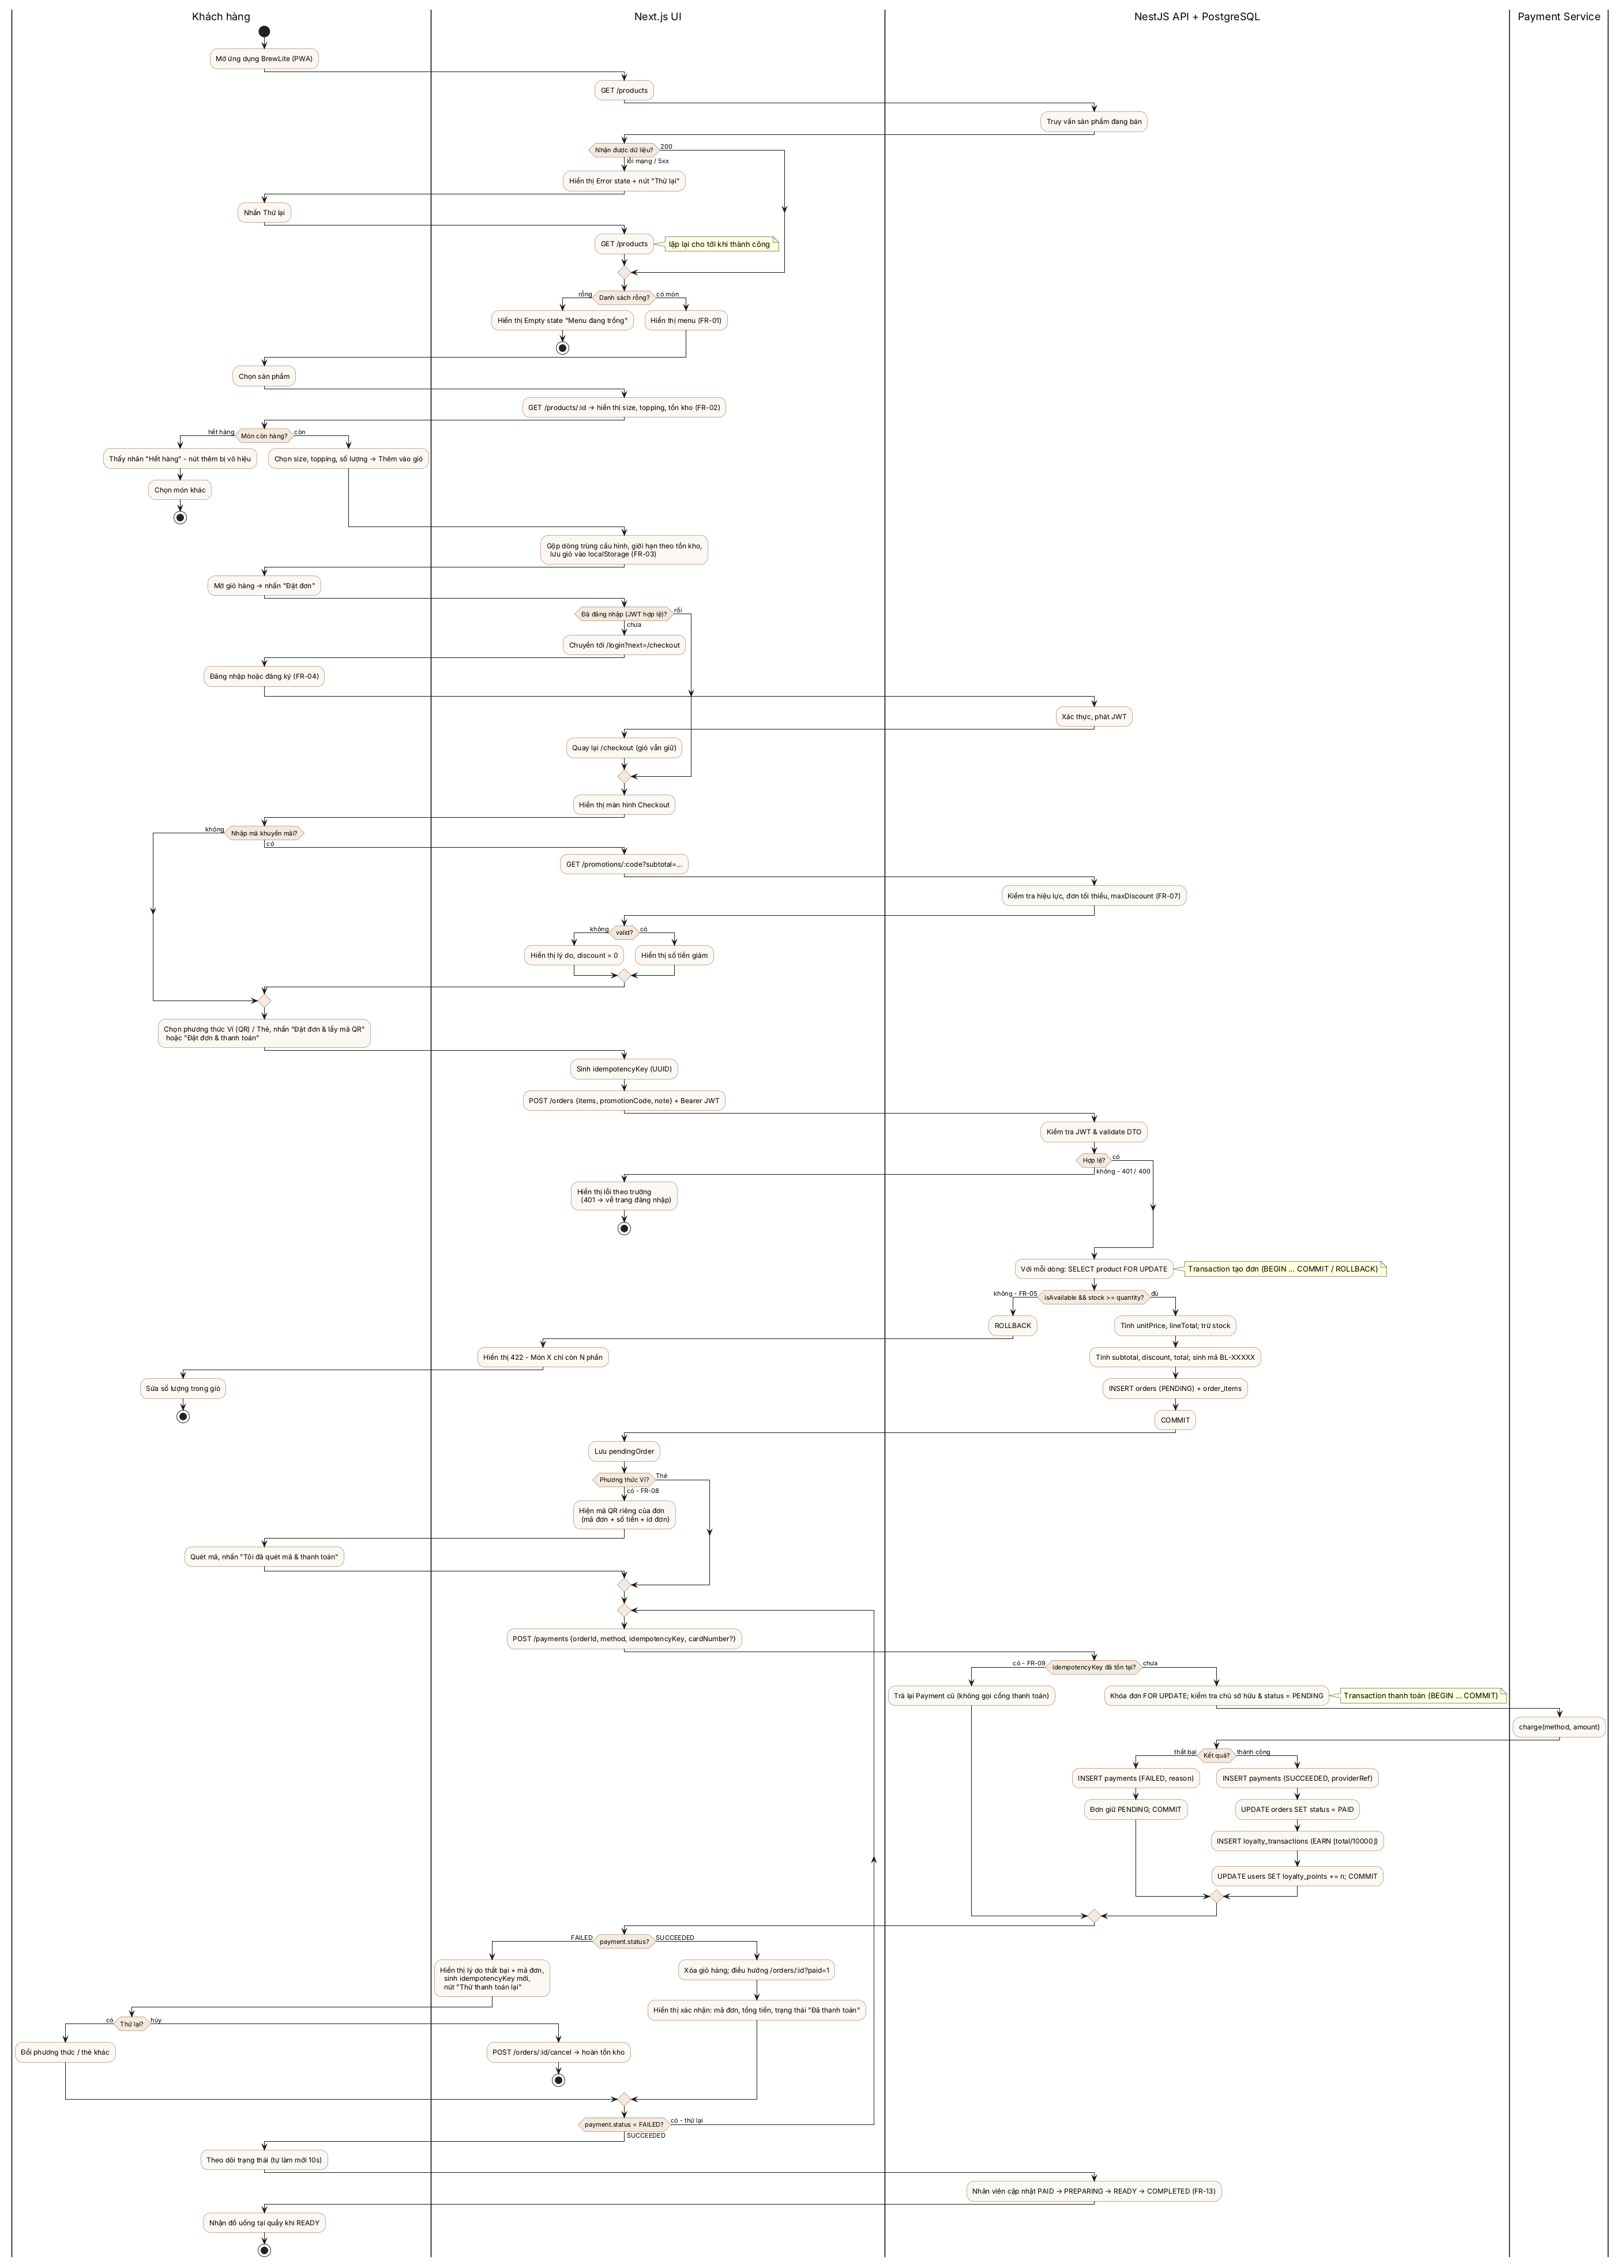 Khách hàng
Next.js UI
NestJS API + PostgreSQL
Payment Service
Mở ứng dụng BrewLite (PWA)
GET /products
Truy vấn sản phẩm đang bán
Nhận được dữ liệu?
200
lỗi mạng / 5xx
Hiển thị Error state + nút "Thử lại"
Nhấn Thử lại
GET /products
lặp lại cho tới khi thành công
Danh sách rỗng?
rỗng
có món
Hiển thị Empty state "Menu đang trống"
Hiển thị menu (FR-01)
Chọn sản phẩm
GET /products/:id → hiển thị size, topping, tồn kho (FR-02)
Món còn hàng?
hết hàng
còn
Thấy nhãn "Hết hàng" - nút thêm bị vô hiệu
Chọn size, topping, số lượng → Thêm vào giỏ
Chọn món khác
Gộp dòng trùng cấu hình, giới hạn theo tồn kho,
lưu giỏ vào localStorage (FR-03)
Mở giỏ hàng → nhấn "Đặt đơn"
Đã đăng nhập (JWT hợp lệ)?
rồi
chưa
Chuyển tới /login?next=/checkout
Đăng nhập hoặc đăng ký (FR-04)
Xác thực, phát JWT
Quay lại /checkout (giỏ vẫn giữ)
Hiển thị màn hình Checkout
Nhập mã khuyến mãi?
không
có
GET /promotions/:code?subtotal=...
Kiểm tra hiệu lực, đơn tối thiểu, maxDiscount (FR-07)
valid?
không
có
Hiển thị lý do, discount = 0
Hiển thị số tiền giảm
Chọn phương thức Ví (QR) / Thẻ, nhấn "Đặt đơn & lấy mã QR"
hoặc "Đặt đơn & thanh toán"
Sinh idempotencyKey (UUID)
POST /orders {items, promotionCode, note} + Bearer JWT
Kiểm tra JWT & validate DTO
Hợp lệ?
có
không - 401 / 400
Hiển thị lỗi theo trường
(401 → về trang đăng nhập)
Với mỗi dòng: SELECT product FOR UPDATE
Transaction tạo đơn (BEGIN ... COMMIT / ROLLBACK)
isAvailable && stock >= quantity?
không - FR-05
đủ
ROLLBACK
Tính unitPrice, lineTotal; trừ stock
Hiển thị 422 - Món X chỉ còn N phần
Tính subtotal, discount, total; sinh mã BL-XXXXX
Sửa số lượng trong giỏ
INSERT orders (PENDING) + order_items
COMMIT
Lưu pendingOrder
Phương thức Ví?
Thẻ
có - FR-08
Hiện mã QR riêng của đơn
(mã đơn + số tiền + id đơn)
Quét mã, nhấn "Tôi đã quét mã & thanh toán"
POST /payments {orderId, method, idempotencyKey, cardNumber?}
idempotencyKey đã tồn tại?
có - FR-09
chưa
Trả lại Payment cũ (không gọi cổng thanh toán)
Khóa đơn FOR UPDATE; kiểm tra chủ sở hữu & status = PENDING
Transaction thanh toán (BEGIN ... COMMIT)
charge(method, amount)
Kết quả?
thất bại
thành công
INSERT payments (FAILED, reason)
INSERT payments (SUCCEEDED, providerRef)
Đơn giữ PENDING; COMMIT
UPDATE orders SET status = PAID
INSERT loyalty_transactions (EARN ⌊total/10000⌋)
UPDATE users SET loyalty_points += n; COMMIT
payment.status?
FAILED
SUCCEEDED
Hiển thị lý do thất bại + mã đơn,
sinh idempotencyKey mới,
nút "Thử thanh toán lại"
Xóa giỏ hàng; điều hướng /orders/:id?paid=1
Hiển thị xác nhận: mã đơn, tổng tiền, trạng thái "Đã thanh toán"
Thử lại?
có
hủy
Đổi phương thức / thẻ khác
POST /orders/:id/cancel → hoàn tồn kho
payment.status = FAILED?
có - thử lại
SUCCEEDED
Theo dõi trạng thái (tự làm mới 10s)
Nhân viên cập nhật PAID → PREPARING → READY → COMPLETED (FR-13)
Nhận đồ uống tại quầy khi READY